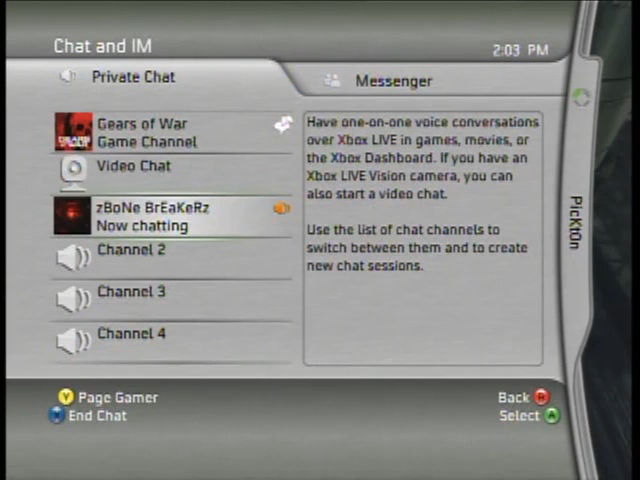 Chat and IM
2:03 PM
Private Chat
Messenger
Gears of War
Game Channel
Video Chat
zBoNe BrEaKeRz
Now chatting
Channel 2
Channel 3
Channel 4
Have one-on-one voice conversations
over Xbox LIVE in games, movies, or
the Xbox Dashboard. If you have an
Xbox LIVE Vision camera, you can
also start a video chat.
Use the list of chat channels to
switch between them and to create
new chat sessions.
PicKt0n
Y Page Gamer
X End Chat
Back B
Select A